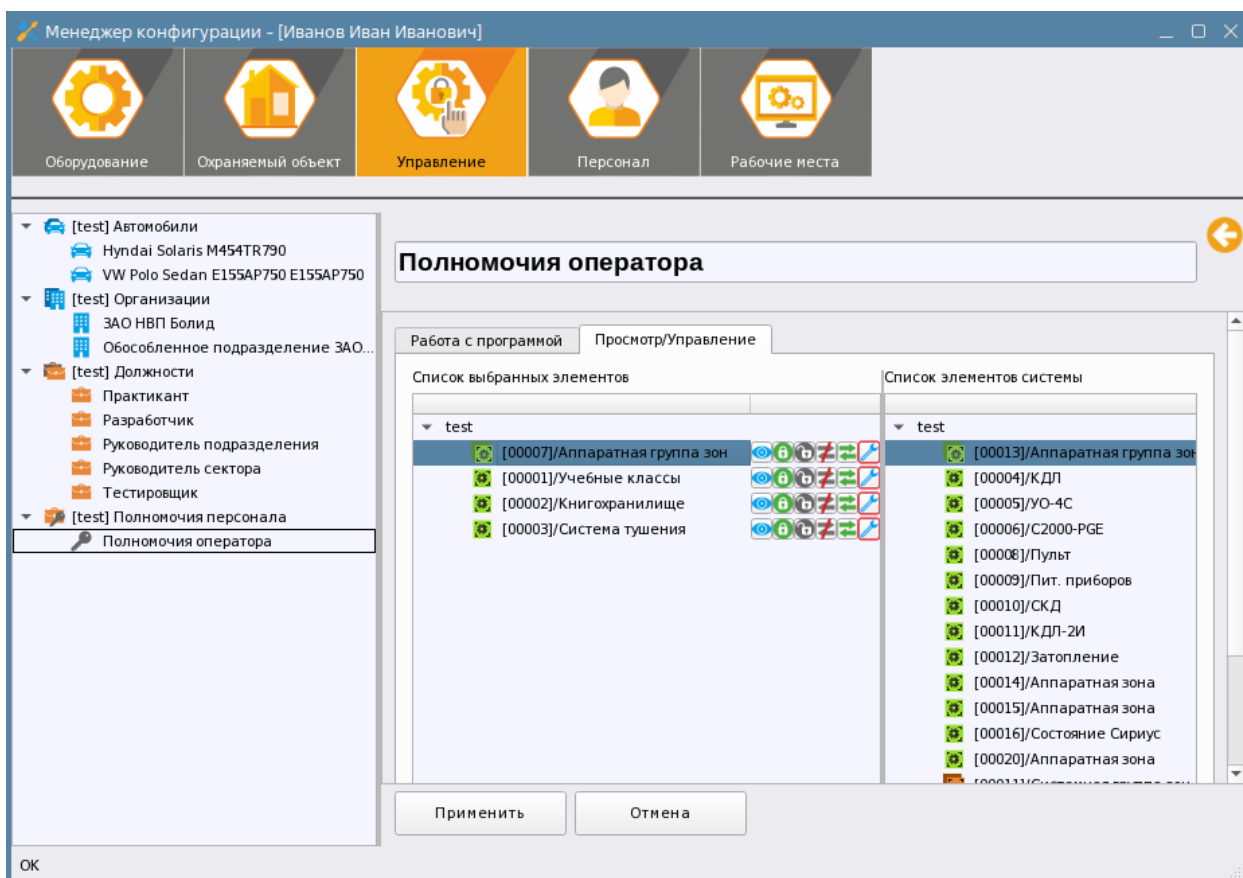 Менеджер конфигурации - [Иванов Иван Иванович]
Оборудование
Охраняемый объект
Управление
Персонал
Рабочие места
[test] Автомобили
Hyndai Solaris M454TR790
VW Polo Sedan E155AP750 E155AP750
[test] Организации
ЗАО НВП Болид
Обособленное подразделение ЗАО...
[test] Должности
Практикант
Разработчик
Руководитель подразделения
Руководитель сектора
Тестировщик
[test] Полномочия персонала
Полномочия оператора
Полномочия оператора
Работа с программой
Просмотр/Управление
Список выбранных элементов
test
[00007]/Аппаратная группа зон
[00001]/Учебные классы
[00002]/Книгохранилище
[00003]/Система тушения
Список элементов системы
test
[00013]/Аппаратная группа зон
[00004]/КДЛ
[00005]/УО-4С
[00006]/С2000-PGE
[00008]/Пульт
[00009]/Пит. приборов
[00010]/СКД
[00011]/КДЛ-2И
[00012]/Затопление
[00014]/Аппаратная зона
[00015]/Аппаратная зона
[00016]/Состояние Сириус
[00020]/Аппаратная зона
Применить
Отмена
OK